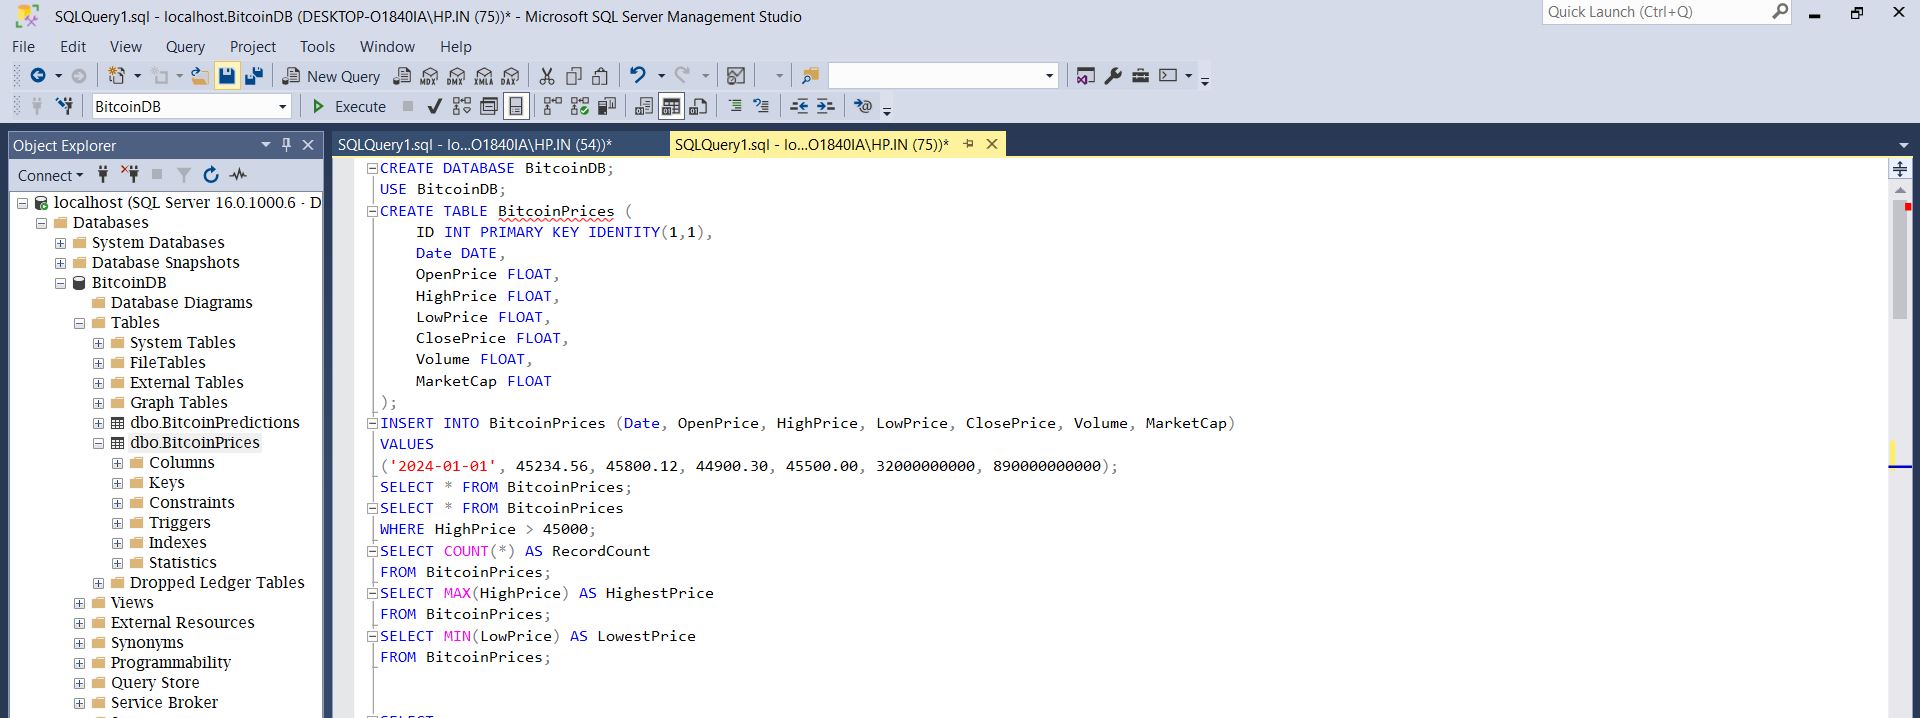 SQLQuery1.sql - localhost.BitcoinDB (DESKTOP-O1840IA\HP.IN (75))* - Microsoft SQL Server Management Studio
Quick Launch (Ctrl+Q)
File Edit View Query Project Tools Window Help
New Query MDX DMX XMLA DAX
BitcoinDB Execute
Object Explorer
Connect
localhost (SQL Server 16.0.1000.6 - D
Databases
System Databases
Database Snapshots
BitcoinDB
Database Diagrams
Tables
System Tables
FileTables
External Tables
Graph Tables
dbo.BitcoinPredictions
dbo.BitcoinPrices
Columns
Keys
Constraints
Triggers
Indexes
Statistics
Dropped Ledger Tables
Views
External Resources
Synonyms
Programmability
Query Store
Service Broker
SQLQuery1.sql - lo...O1840IA\HP.IN (54))*
SQLQuery1.sql - lo...O1840IA\HP.IN (75))*
CREATE DATABASE BitcoinDB;
USE BitcoinDB;
CREATE TABLE BitcoinPrices (
ID INT PRIMARY KEY IDENTITY(1,1),
Date DATE,
OpenPrice FLOAT,
HighPrice FLOAT,
LowPrice FLOAT,
ClosePrice FLOAT,
Volume FLOAT,
MarketCap FLOAT
);
INSERT INTO BitcoinPrices (Date, OpenPrice, HighPrice, LowPrice, ClosePrice, Volume, MarketCap)
VALUES
('2024-01-01', 45234.56, 45800.12, 44900.30, 45500.00, 32000000000, 890000000000);
SELECT * FROM BitcoinPrices;
SELECT * FROM BitcoinPrices
WHERE HighPrice > 45000;
SELECT COUNT(*) AS RecordCount
FROM BitcoinPrices;
SELECT MAX(HighPrice) AS HighestPrice
FROM BitcoinPrices;
SELECT MIN(LowPrice) AS LowestPrice
FROM BitcoinPrices;
SELECT